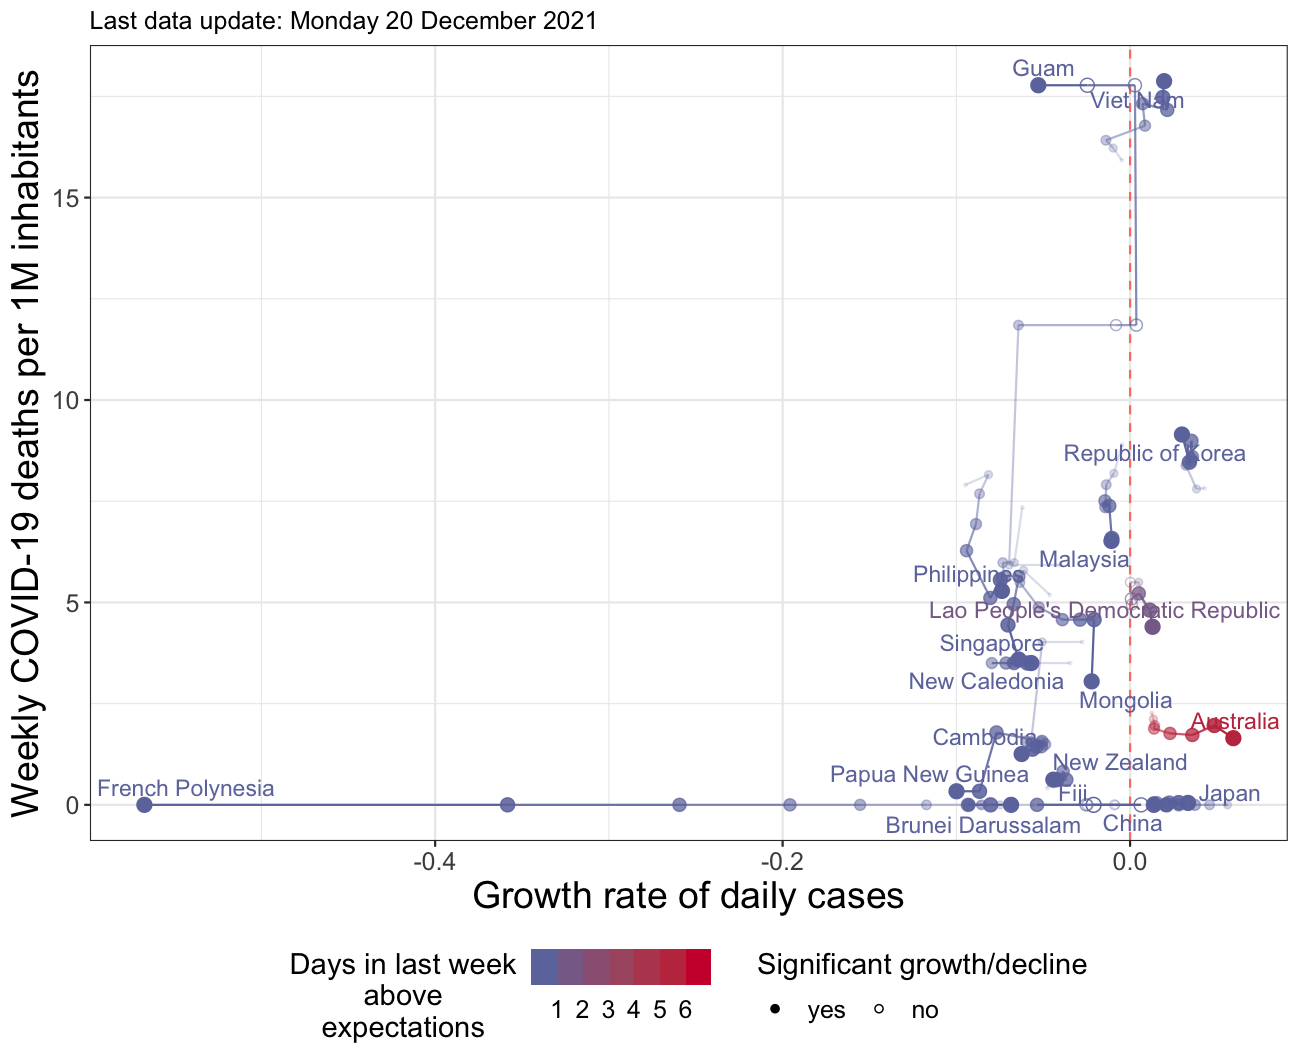 Last data update: Monday 20 December 2021
Weekly COVID-19 deaths per 1M inhabitants
15
10
5
0
Guam
Viet Nam
Republic of Korea
Malaysia
Philippines
Lao People's Democratic Republic
Singapore
New Caledonia
Mongolia
Australia
Cambodia
New Zealand
Papua New Guinea
French Polynesia
Fiji
Japan
Brunei Darussalam
China
-0.4
-0.2
0.0
Growth rate of daily cases
Days in last week
above
expectations
1 2 3 4 5 6
Significant growth/decline
yes
no